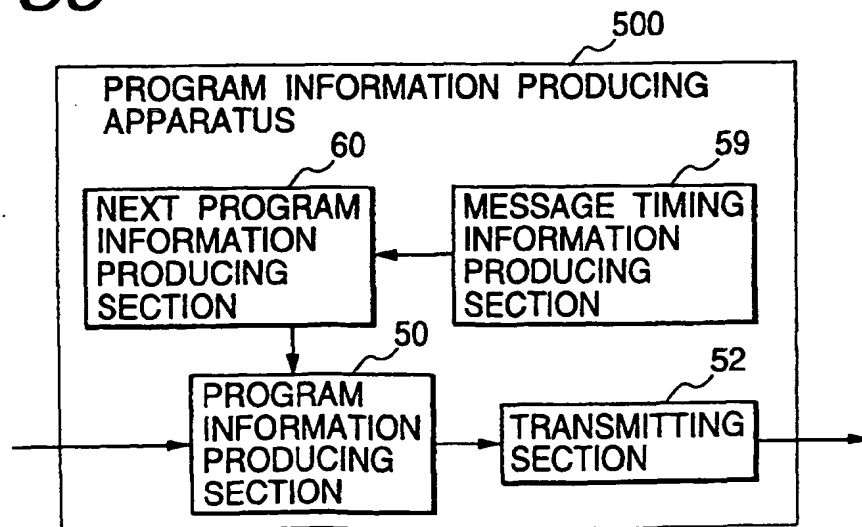 500
PROGRAM INFORMATION PRODUCING
APPARATUS
60
NEXT PROGRAM
INFORMATION
PRODUCING
SECTION
59
MESSAGE TIMING
INFORMATION
PRODUCING
SECTION
50
PROGRAM
INFORMATION
PRODUCING
SECTION
52
TRANSMITTING
SECTION